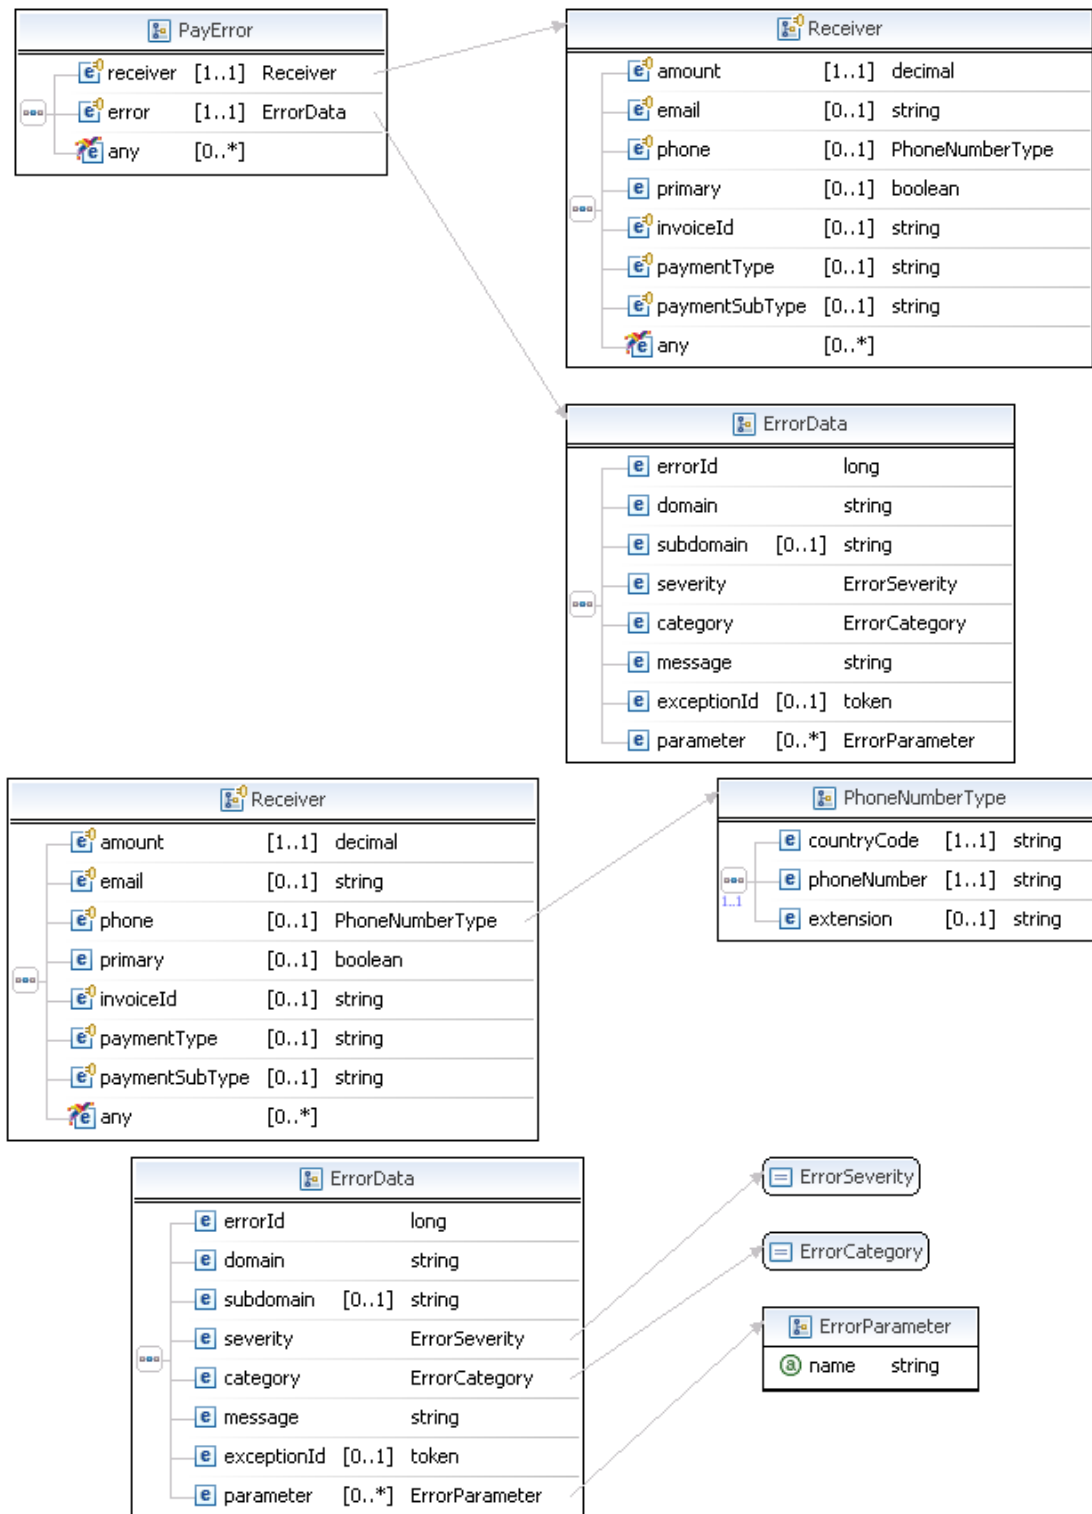 PayError
receiver [1..1] Receiver
error [1..1] ErrorData
any [0..*]
Receiver
amount [1..1] decimal
email [0..1] string
phone [0..1] PhoneNumberType
primary [0..1] boolean
invoiceId [0..1] string
paymentType [0..1] string
paymentSubType [0..1] string
any [0..*]
ErrorData
errorId long
domain string
subdomain [0..1] string
severity ErrorSeverity
category ErrorCategory
message string
exceptionId [0..1] token
parameter [0..*] ErrorParameter
Receiver
amount [1..1] decimal
email [0..1] string
phone [0..1] PhoneNumberType
primary [0..1] boolean
invoiceId [0..1] string
paymentType [0..1] string
paymentSubType [0..1] string
any [0..*]
PhoneNumberType
countryCode [1..1] string
phoneNumber [1..1] string
1..1
extension [0..1] string
ErrorData
errorId long
domain string
subdomain [0..1] string
severity ErrorSeverity
category ErrorCategory
message string
exceptionId [0..1] token
parameter [0..*] ErrorParameter
ErrorSeverity
ErrorCategory
ErrorParameter
name string